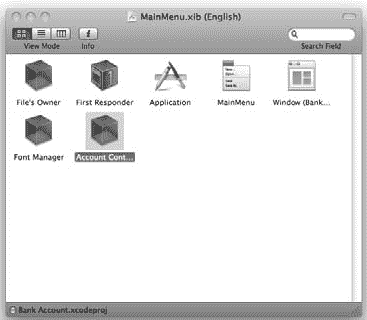 MainMenu.xib (English)
View Mode
Info
Search Field
File's Owner
First Responder
Application
MainMenu
Window (Bank...
Font Manager
Account Cont...
Bank Account.xcodeproj